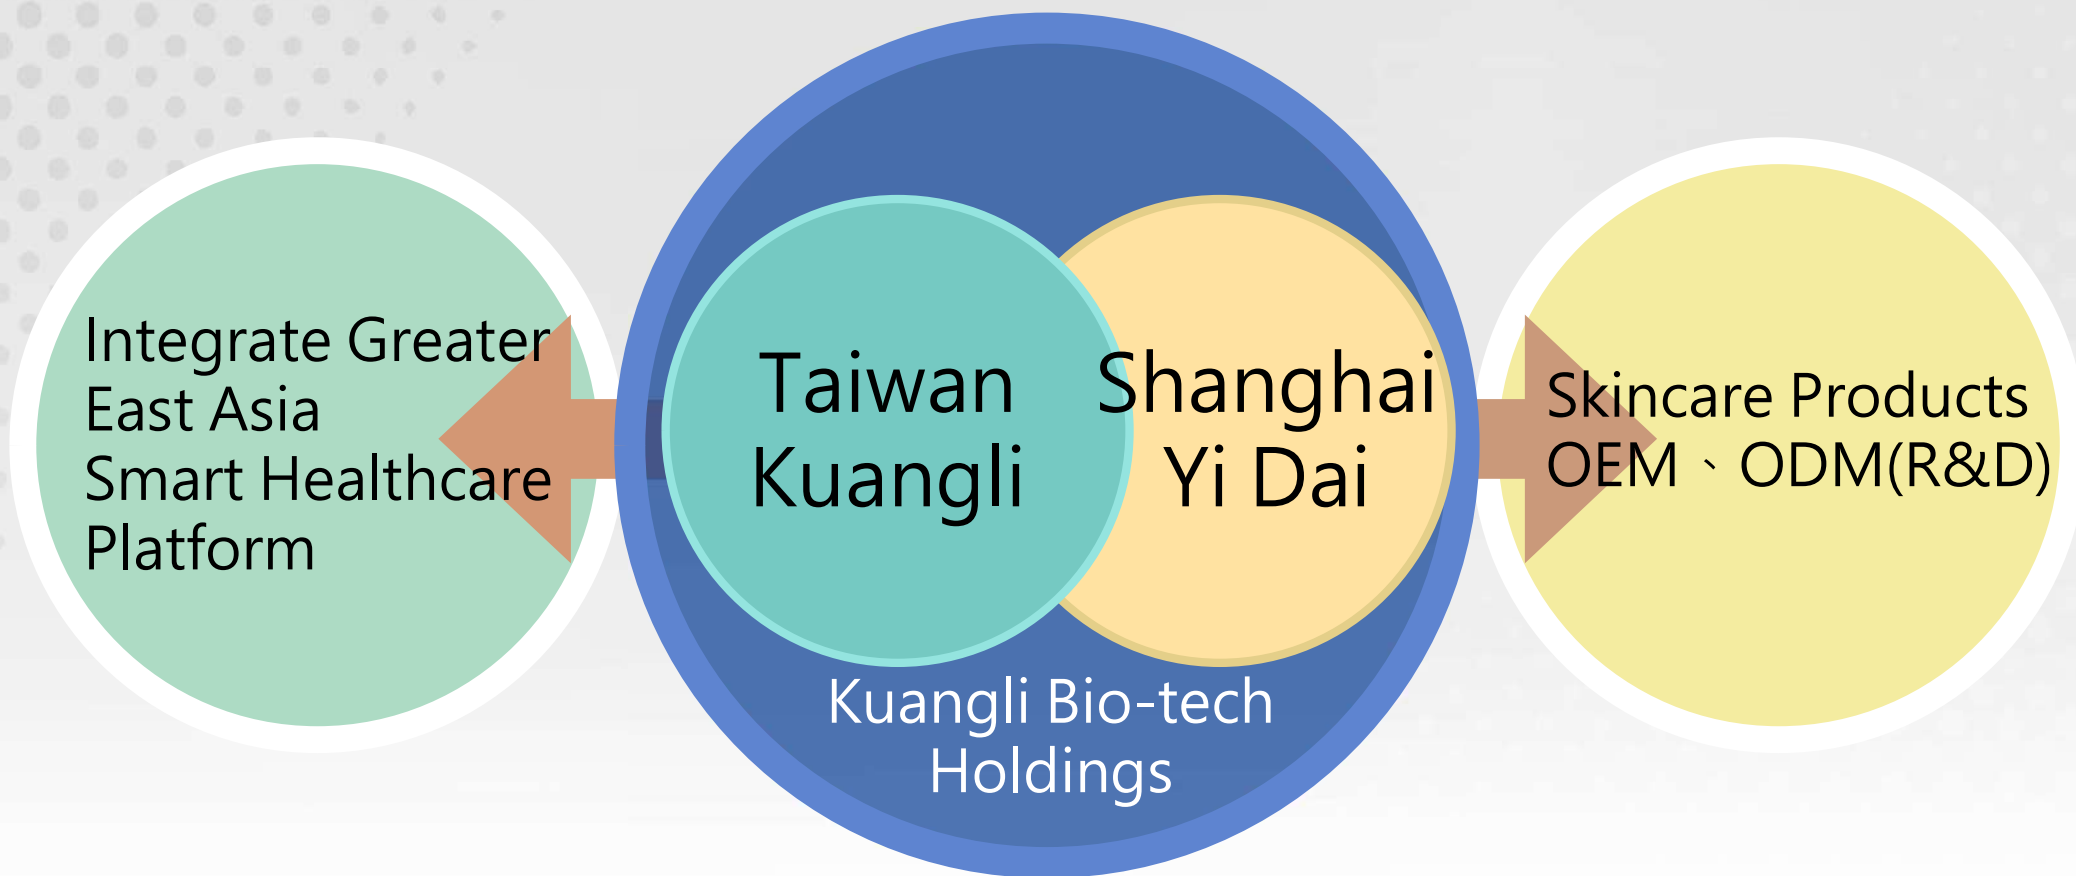 Integrate Greater
East Asia
Smart Healthcare
Platform
Taiwan
Kuangli
Shanghai
Yi Dai
Kuangli Bio-tech
Holdings
Skincare Products
OEM、ODM(R&D)